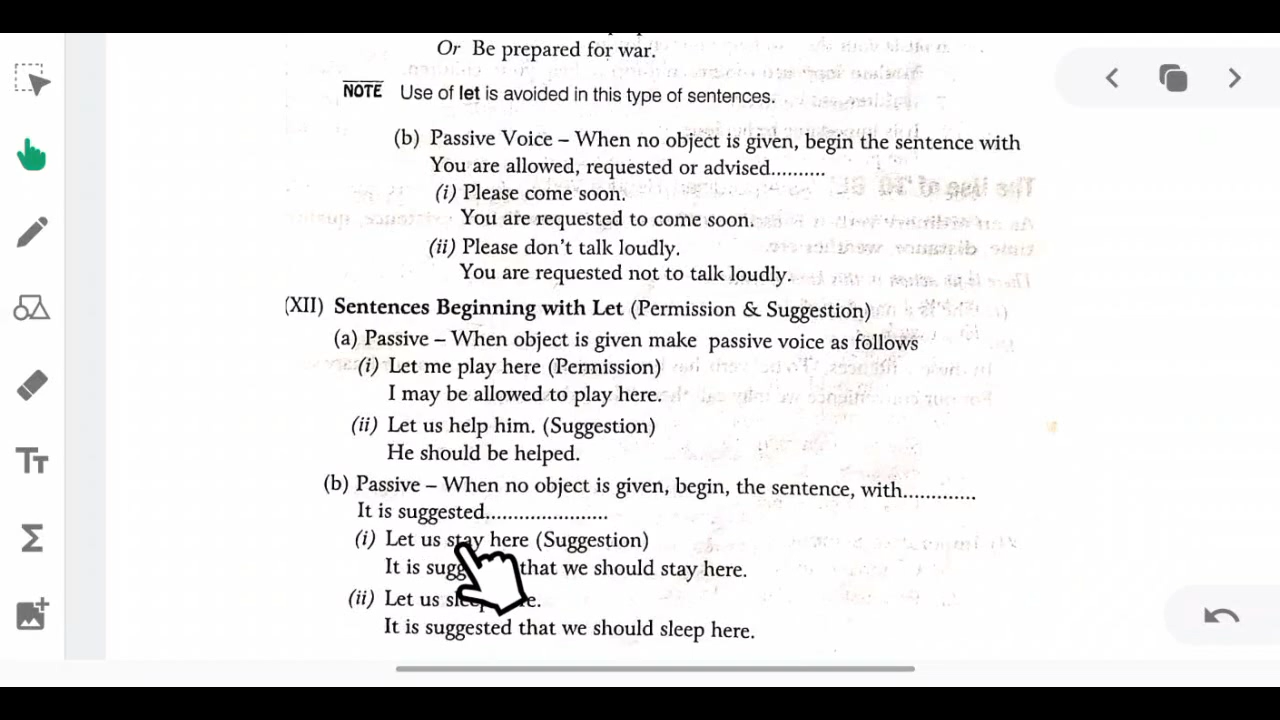 Or Be prepared for war.
NOTE Use of let is avoided in this type of sentences.
(b) Passive Voice – When no object is given, begin the sentence with
You are allowed, requested or advised..........
(i) Please come soon.
You are requested to come soon.
(ii) Please don't talk loudly.
You are requested not to talk loudly.
(XII) Sentences Beginning with Let (Permission & Suggestion)
(a) Passive – When object is given make passive voice as follows
(i) Let me play here (Permission)
I may be allowed to play here.
(ii) Let us help him. (Suggestion)
He should be helped.
(b) Passive – When no object is given, begin, the sentence, with.............
It is suggested......................
(i) Let us stay here (Suggestion)
It is that we should stay here.
(ii) Let us
It is suggested that we should sleep here.